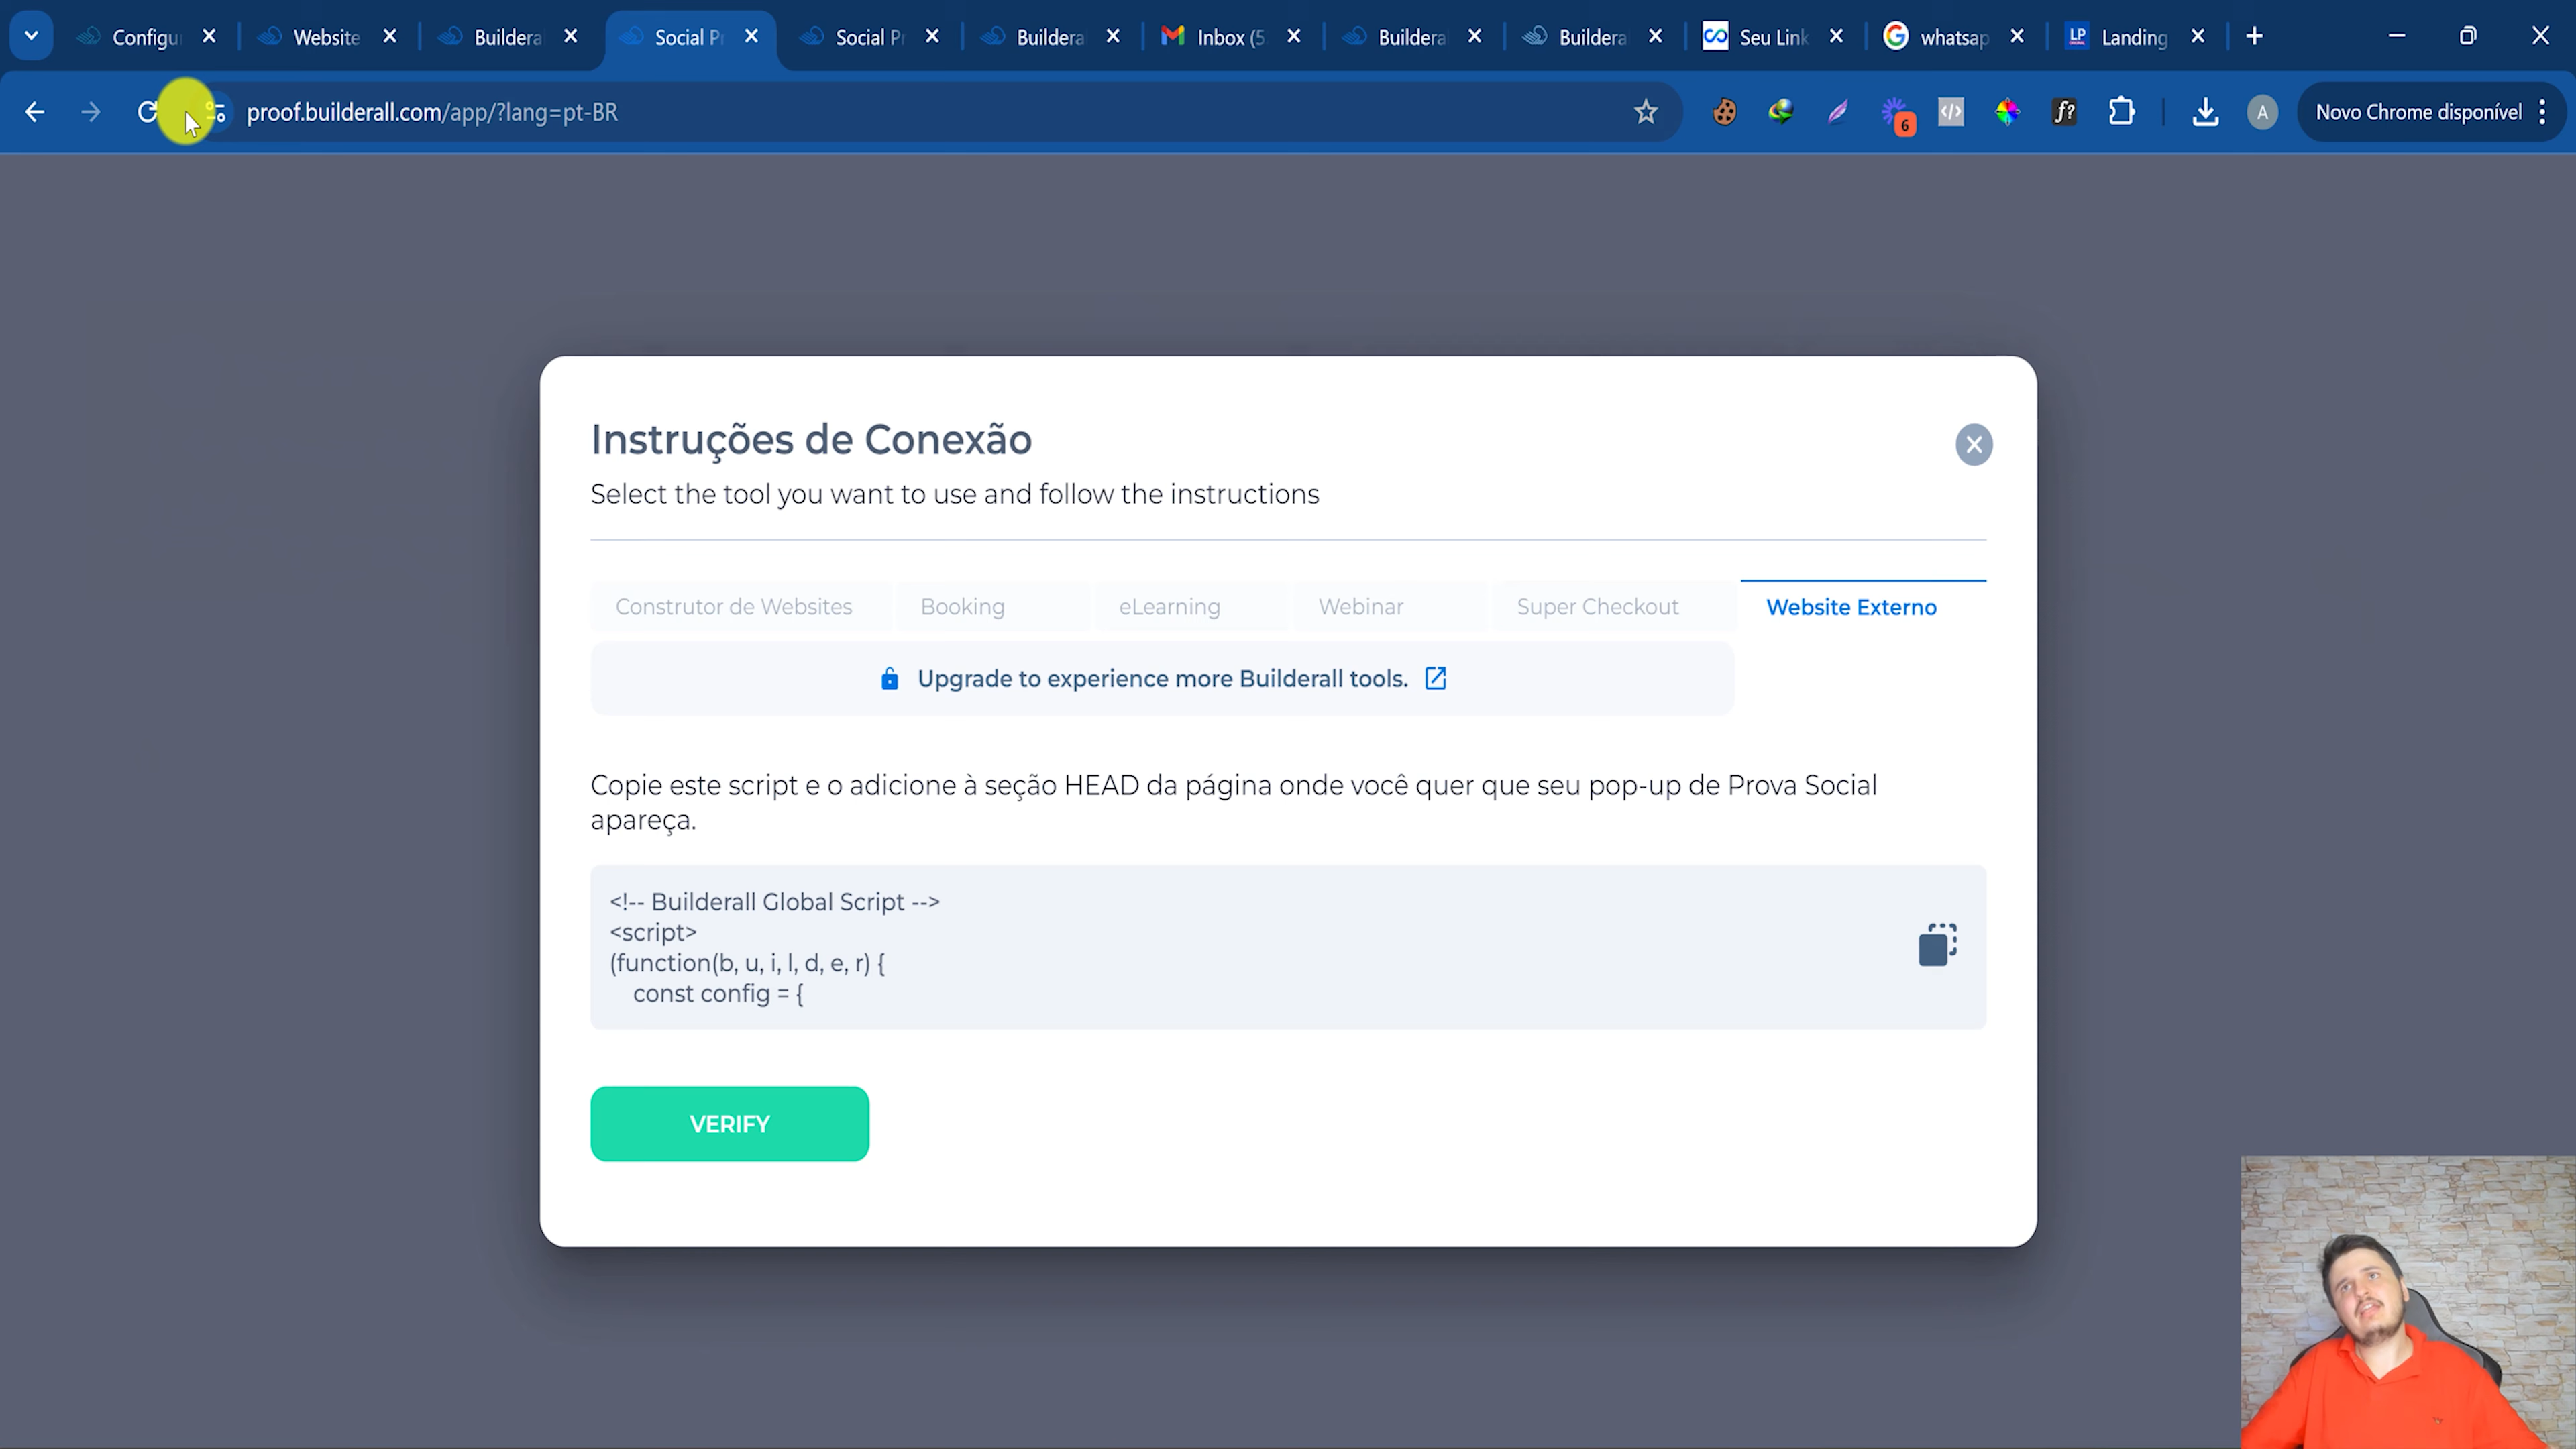 Configu
Website
Buildera
Social Pr
Social Pr
Buildera
Inbox (5
Buildera
Buildera
Seu Link
whatsap
LP
Landing
proof.builderall.com/app/?lang=pt-BR
6
</>
f?
A
Novo Chrome disponível
Instruções de Conexão
Select the tool you want to use and follow the instructions
Construtor de Websites
Booking
eLearning
Webinar
Super Checkout
Website Externo
Upgrade to experience more Builderall tools.
Copie este script e o adicione à seção HEAD da página onde você quer que seu pop-up de Prova Social
apareça.
<!-- Builderall Global Script -->
<script>
(function(b, u, i, l, d, e, r) {
const config = {
VERIFY